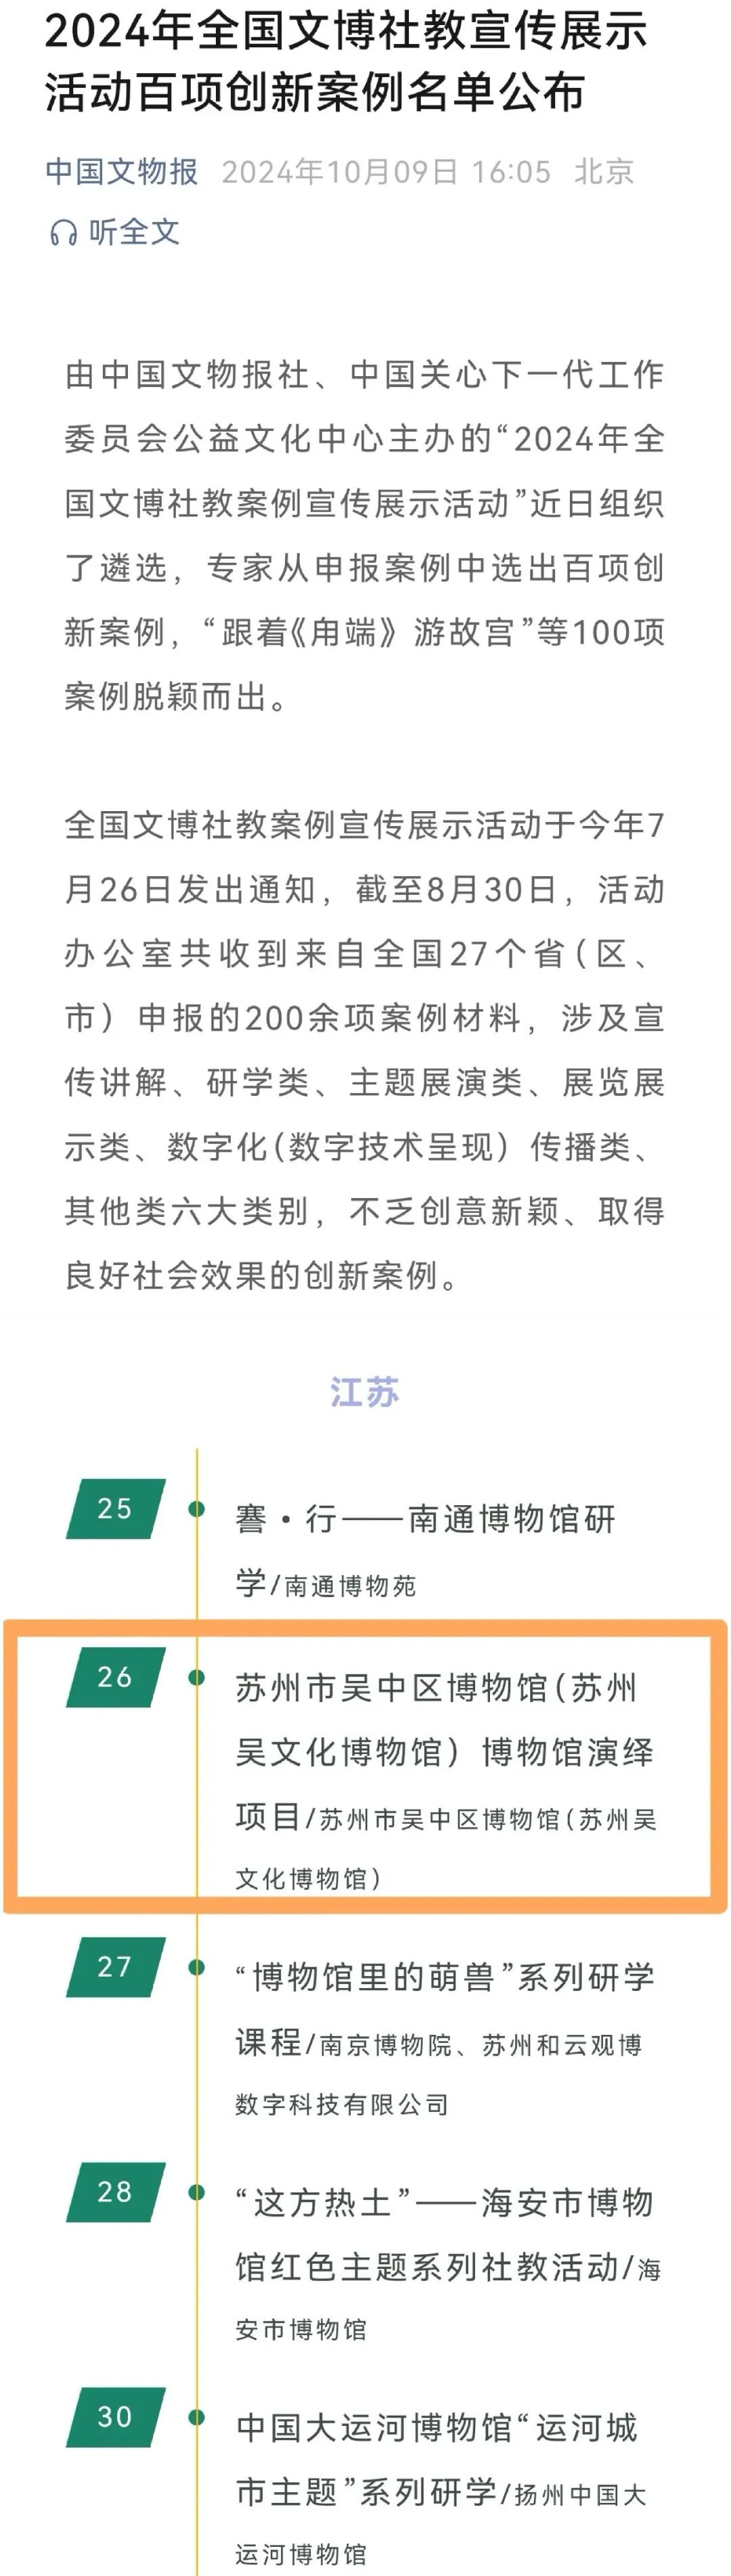 2024年全国文博社教宣传展示
活动百项创新案例名单公布
中国文物报 2024年10月09日 16:05 北京
听全文
由中国文物报社、中国关心下一代工作
委员会公益文化中心主办的“2024年全
国文博社教案例宣传展示活动”近日组织
了遴选，专家从申报案例中选出百项创
新案例，“跟着《甪端》游故宫”等100项
案例脱颖而出。
全国文博社教案例宣传展示活动于今年7
月26日发出通知，截至8月30日，活动
办公室共收到来自全国27个省（区、
市）申报的200余项案例材料，涉及宣
传讲解、研学类、主题展演类、展览展
示类、数字化（数字技术呈现）传播类、
其他类六大类别，不乏创意新颖、取得
良好社会效果的创新案例。
江苏
25
·行——南通博物馆研
学/南通博物苑
26
苏州市吴中区博物馆（苏州
吴文化博物馆）博物馆演绎
项目/苏州市吴中区博物馆（苏州吴
文化博物馆）
27
“博物馆里的萌兽”系列研学
课程/南京博物院、苏州和云观博
数字科技有限公司
28
“这方热土”——海安市博物
馆红色主题系列社教活动/海
安市博物馆
30
中国大运河博物馆“运河城
市主题”系列研学/扬州中国大
运河博物馆